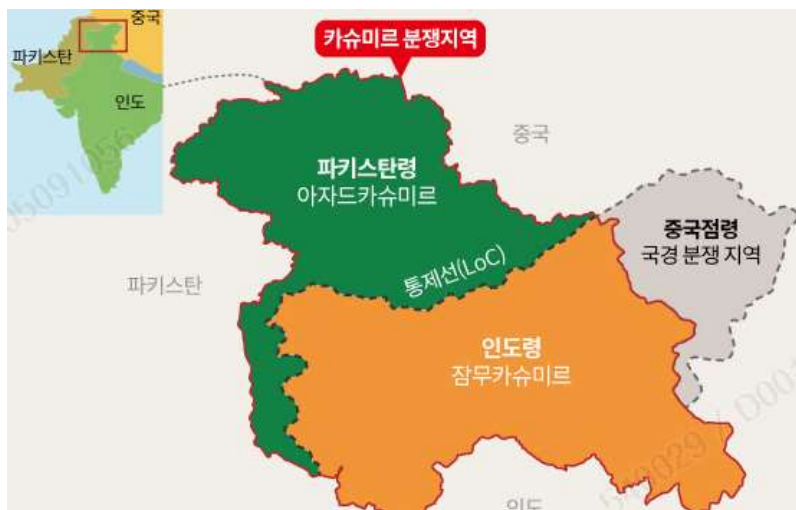 중국
파키스탄
인도
카슈미르 분쟁지역
중국
파키스탄령
아자드카슈미르
중국점령
국경 분쟁 지역
통제선(LoC)
파키스탄
인도령
잠무카슈미르
인도
05091056